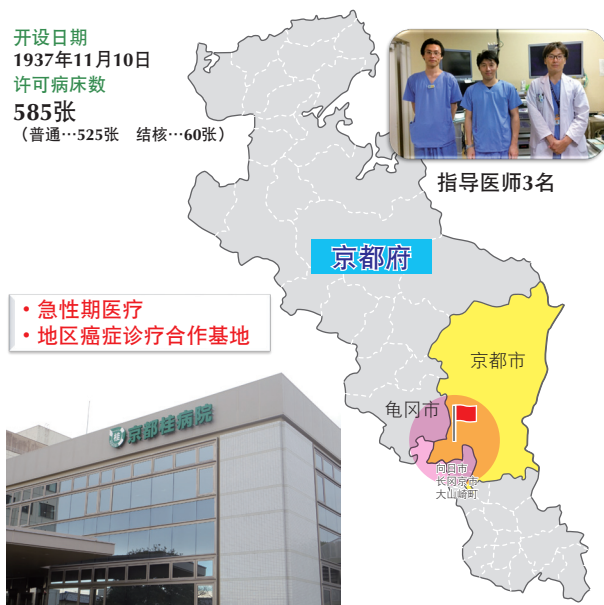 开设日期
1937年11月10日
许可病床数
585张
（普通…525张　结核…60张）
指导医师3名
京都府
・急性期医疗
・地区癌症诊疗合作基地
京都市
龟冈市
向日市
长冈京市
大山崎町
京都桂病院